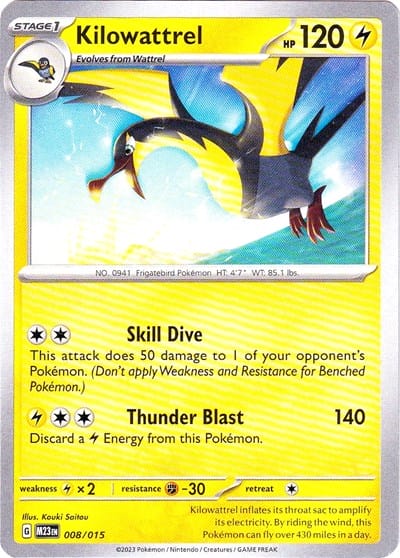 STAGE1 Kilowattrel HP 120
Evolves from Wattrel
NO. 0941 Frigatebird Pokémon HT: 4'7" WT: 85.1 lbs.
Skill Dive
This attack does 50 damage to 1 of your opponent's
Pokémon. (Don't apply Weakness and Resistance for Benched
Pokémon.)
Thunder Blast 140
Discard a Energy from this Pokémon.
weakness ×2 resistance -30 retreat
Illus. Kouki Saitou
G M23 EN 008/015
Kilowattrel inflates its throat sac to amplify
its electricity. By riding the wind, this
Pokémon can fly over 430 miles in a day.
©2023 Pokémon / Nintendo / Creatures / GAME FREAK